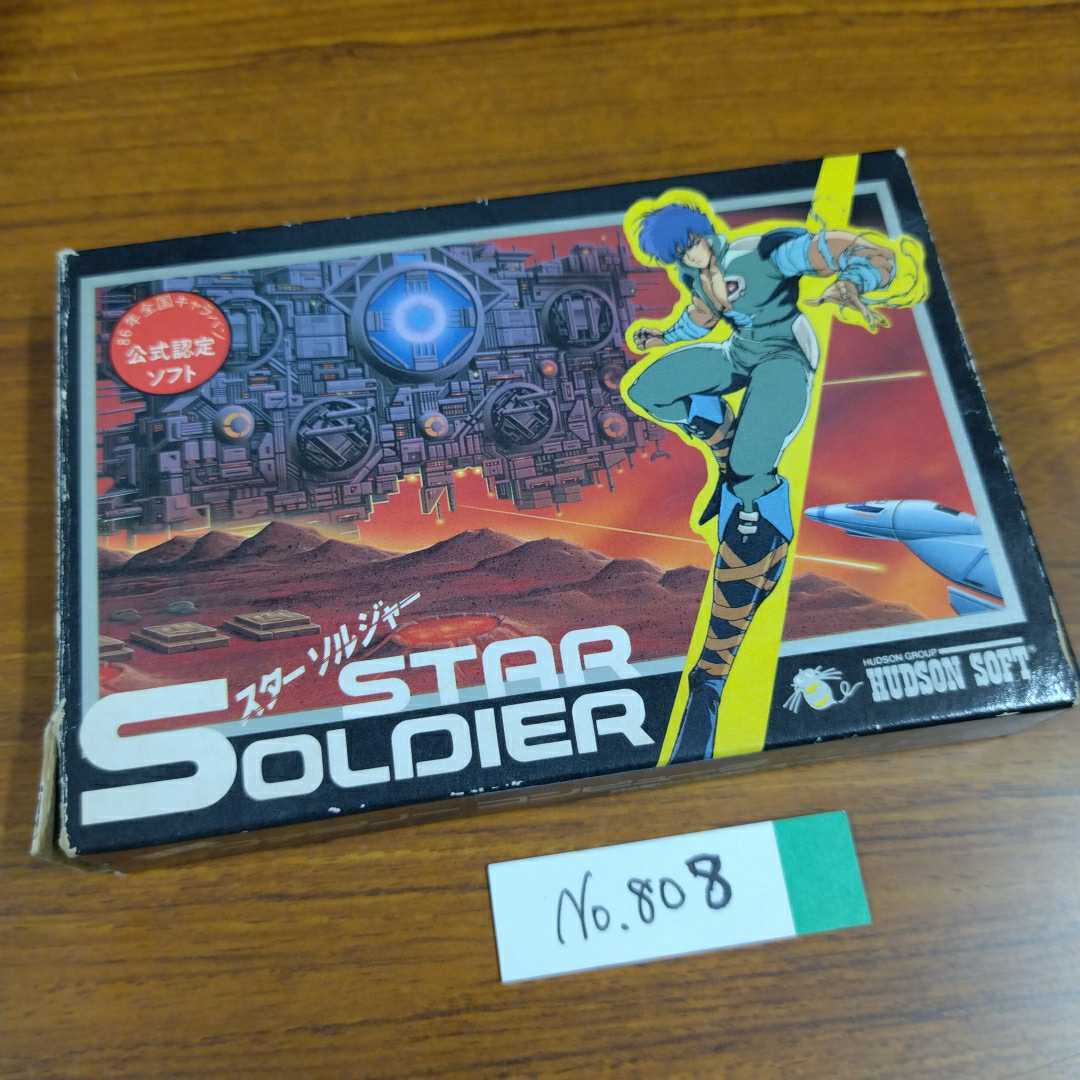 '86年全国キャラバン
公式認定
ソフト
スターソルジャー
STAR
SOLDIER
HUDSON GROUP
HUDSON SOFT
No.808